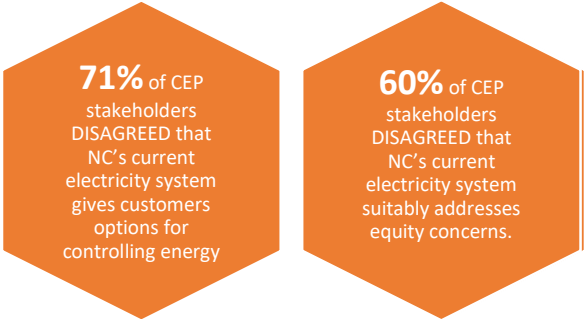 71% of CEP
stakeholders
DISAGREED that
NC's current
electricity system
gives customers
options for
controlling energy
60% of CEP
stakeholders
DISAGREED that
NC's current
electricity system
suitably addresses
equity concerns.